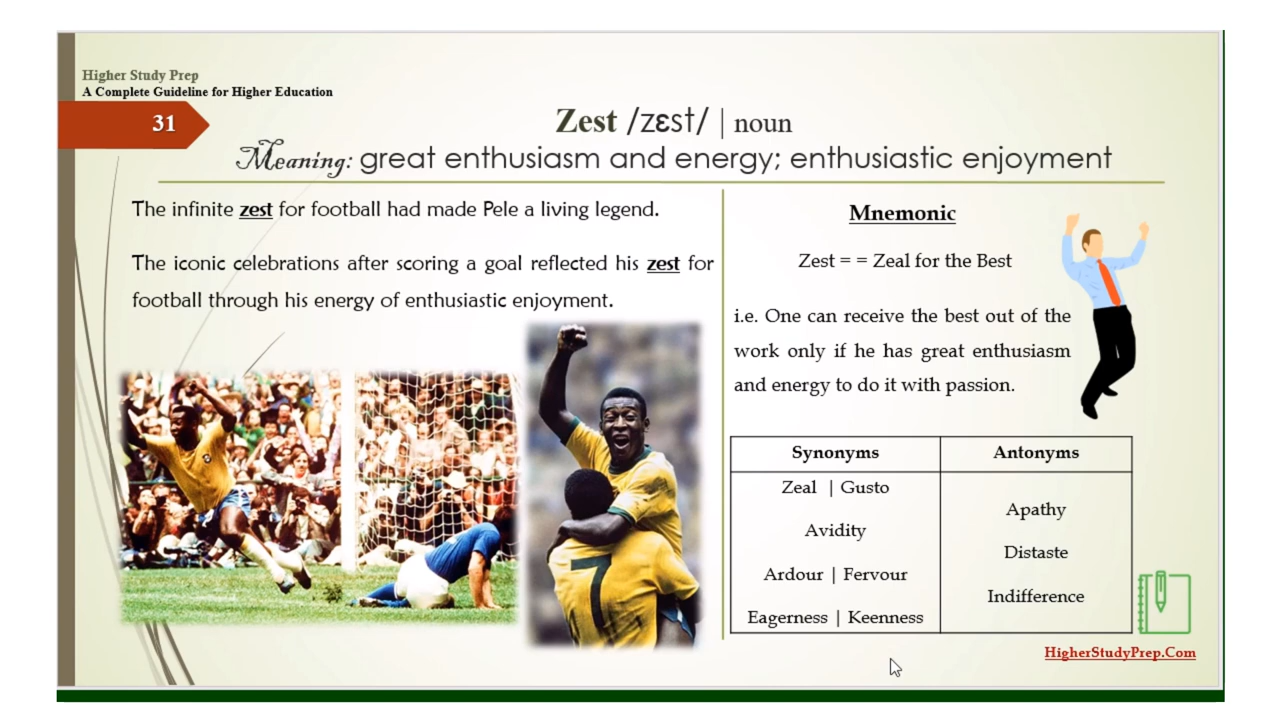 Higher Study Prep
A Complete Guideline for Higher Education
31
Zest /zɛst/ | noun
Meaning: great enthusiasm and energy; enthusiastic enjoyment
The infinite zest for football had made Pele a living legend.
The iconic celebrations after scoring a goal reflected his zest for
football through his energy of enthusiastic enjoyment.
7
Mnemonic
Zest = = Zeal for the Best
i.e. One can receive the best out of the
work only if he has great enthusiasm
and energy to do it with passion.
Synonyms
Zeal | Gusto
Avidity
Ardour | Fervour
Eagerness | Keenness
Antonyms
Apathy
Distaste
Indifference
HigherStudyPrep.Com